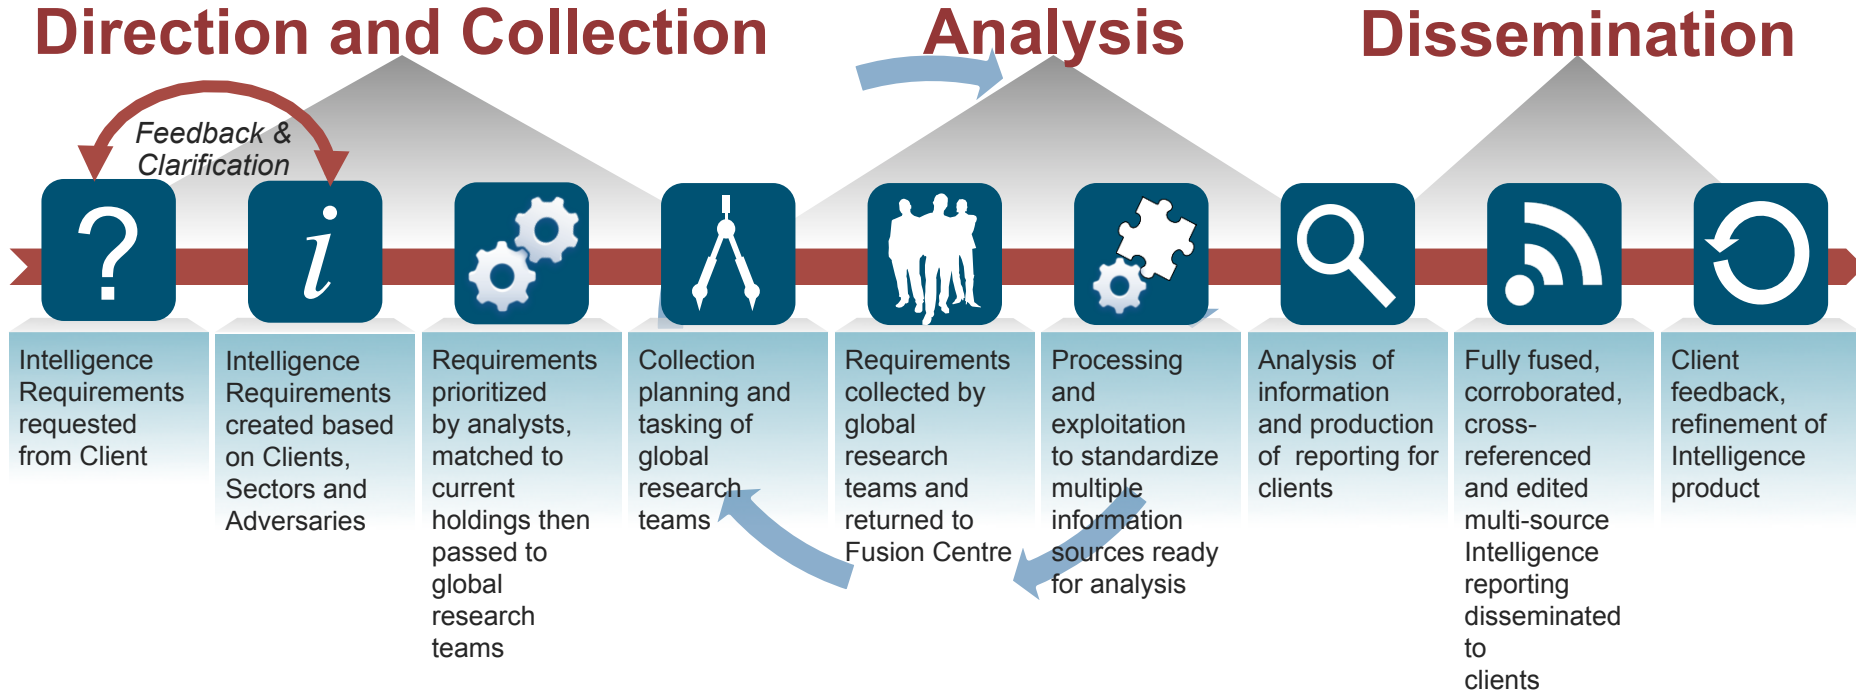 Direction and Collection
Analysis
Dissemination
Feedback &
Clarification
?
i
Intelligence
Requirements
requested
from Client
Intelligence
Requirements
created based
on Clients,
Sectors and
Adversaries
Requirements
prioritized
by analysts,
matched to
current
holdings then
passed to
global
research
teams
Collection
planning and
tasking of
global
research
teams
Requirements
collected by
global
research
teams and
returned to
Fusion Centre
Processing
and
exploitation
to standardize
multiple
information
sources ready
for analysis
Analysis of
information
and production
of reporting for
clients
Fully fused,
corroborated,
cross-
referenced
and edited
multi-source
Intelligence
reporting
disseminated
to
clients
Client
feedback,
refinement of
Intelligence
product